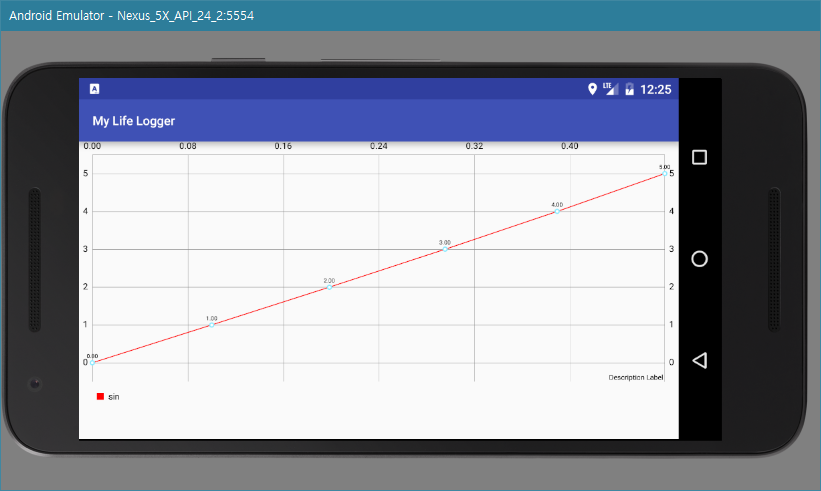 Android Emulator - Nexus_5X_API_24_2:5554
A LTE 12:25
My Life Logger
0.00 0.08 0.16 0.24 0.32 0.40
5.00
5 5
4.00
4 4
3.00
3 3
2.00
2 2
1.00
1 1
0.00
0 0
Description Label
sin